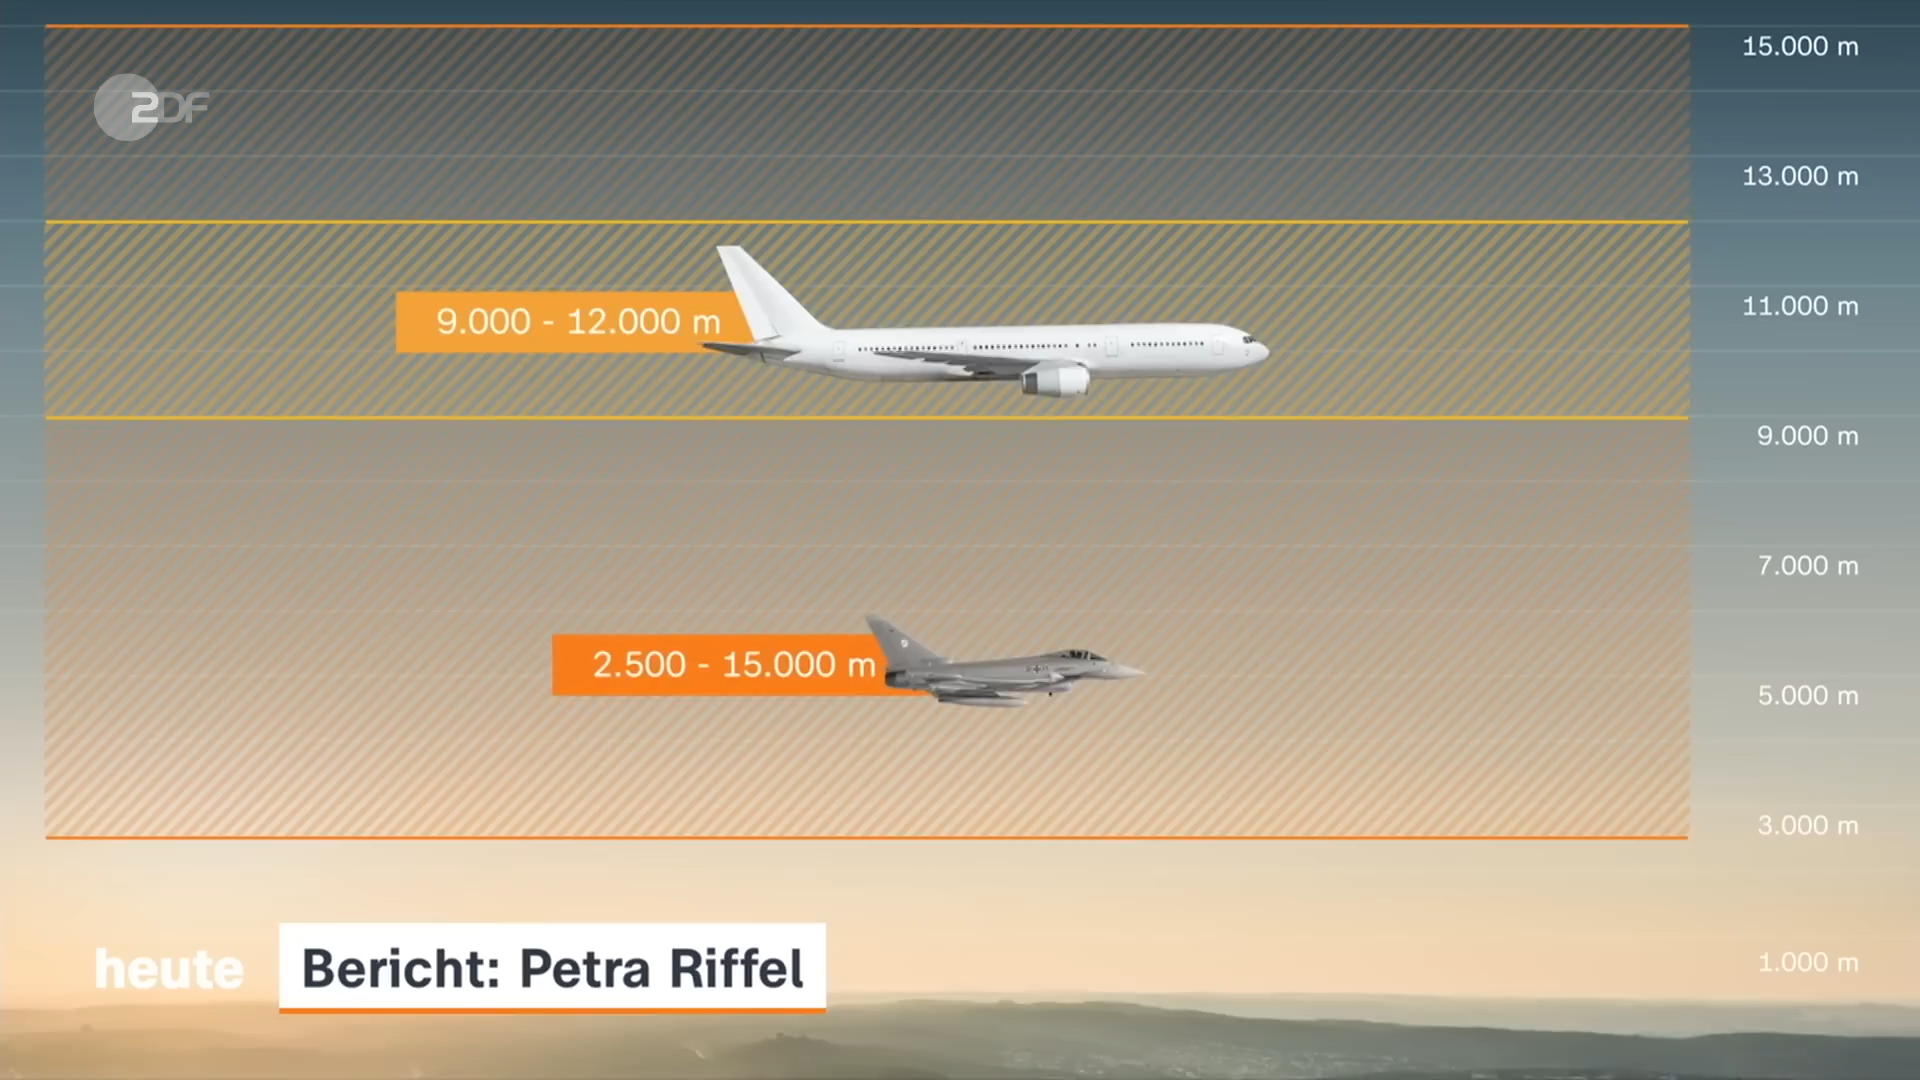 15.000 m
ZDF
13.000 m
11.000 m
9.000 - 12.000 m
9.000 m
7.000 m
2.500 - 15.000 m
5.000 m
3.000 m
1.000 m
heute
Bericht: Petra Riffel